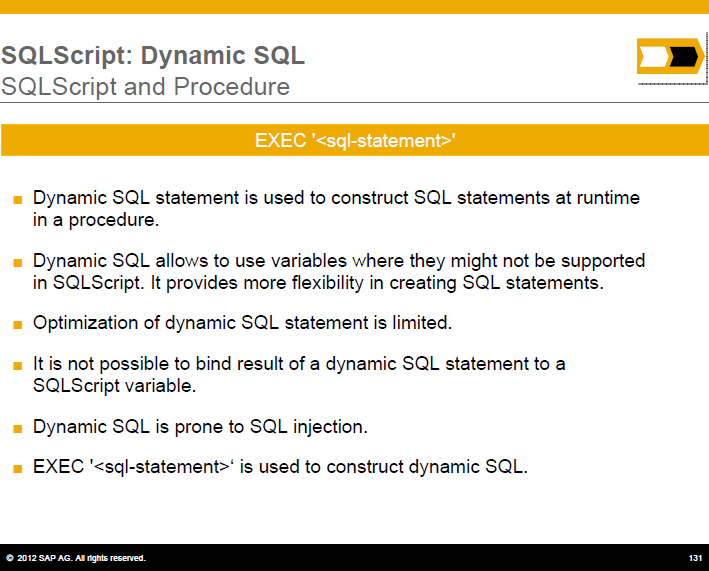 SQLScript: Dynamic SQL
SQLScript and Procedure
EXEC '<sql-statement>'
■ Dynamic SQL statement is used to construct SQL statements at runtime
in a procedure.
■ Dynamic SQL allows to use variables where they might not be supported
in SQLScript. It provides more flexibility in creating SQL statements.
■ Optimization of dynamic SQL statement is limited.
■ It is not possible to bind result of a dynamic SQL statement to a
SQLScript variable.
■ Dynamic SQL is prone to SQL injection.
■ EXEC '<sql-statement>‘ is used to construct dynamic SQL.
© 2012 SAP AG. All rights reserved.
131